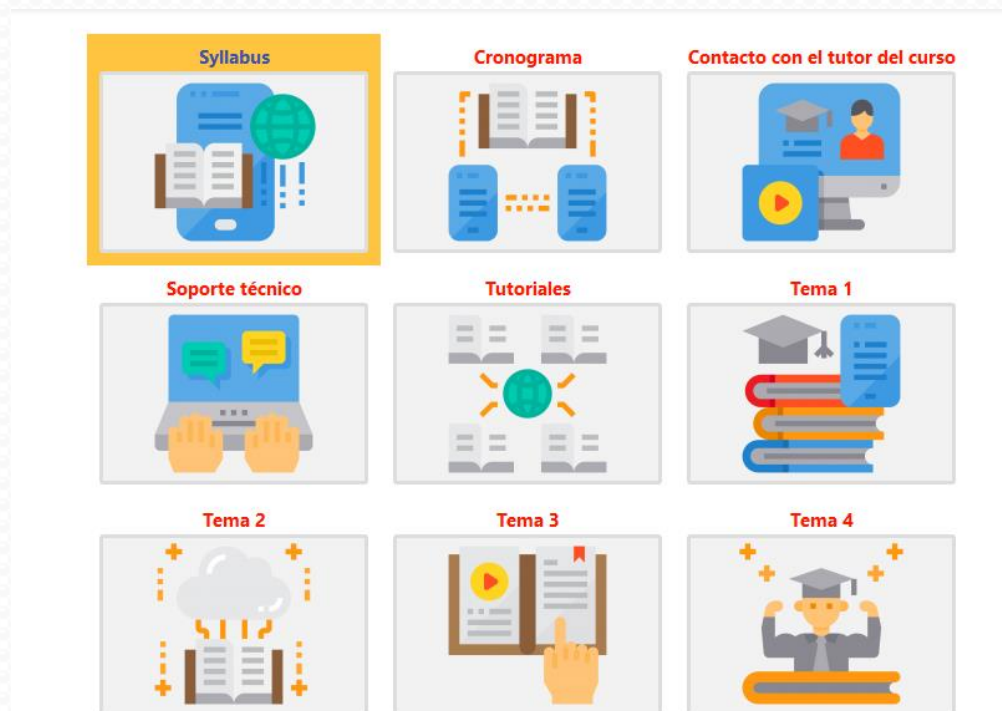 Syllabus
Cronograma
Contacto con el tutor del curso
Soporte técnico
Tutoriales
Tema 1
Tema 2
Tema 3
Tema 4